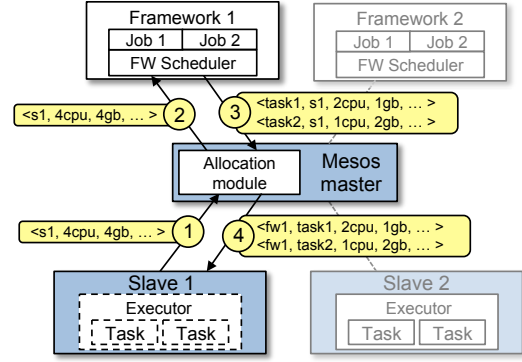 Framework 1
Job 1 Job 2
FW Scheduler
Framework 2
Job 1 Job 2
FW Scheduler
<s1, 4cpu, 4gb, … >
2
3
<task1, s1, 2cpu, 1gb, … >
<task2, s1, 1cpu, 2gb, … >
Allocation
module
Mesos
master
<s1, 4cpu, 4gb, … >
1
4
<fw1, task1, 2cpu, 1gb, … >
<fw1, task2, 1cpu, 2gb, … >
Slave 1
Executor
Task Task
Slave 2
Executor
Task Task